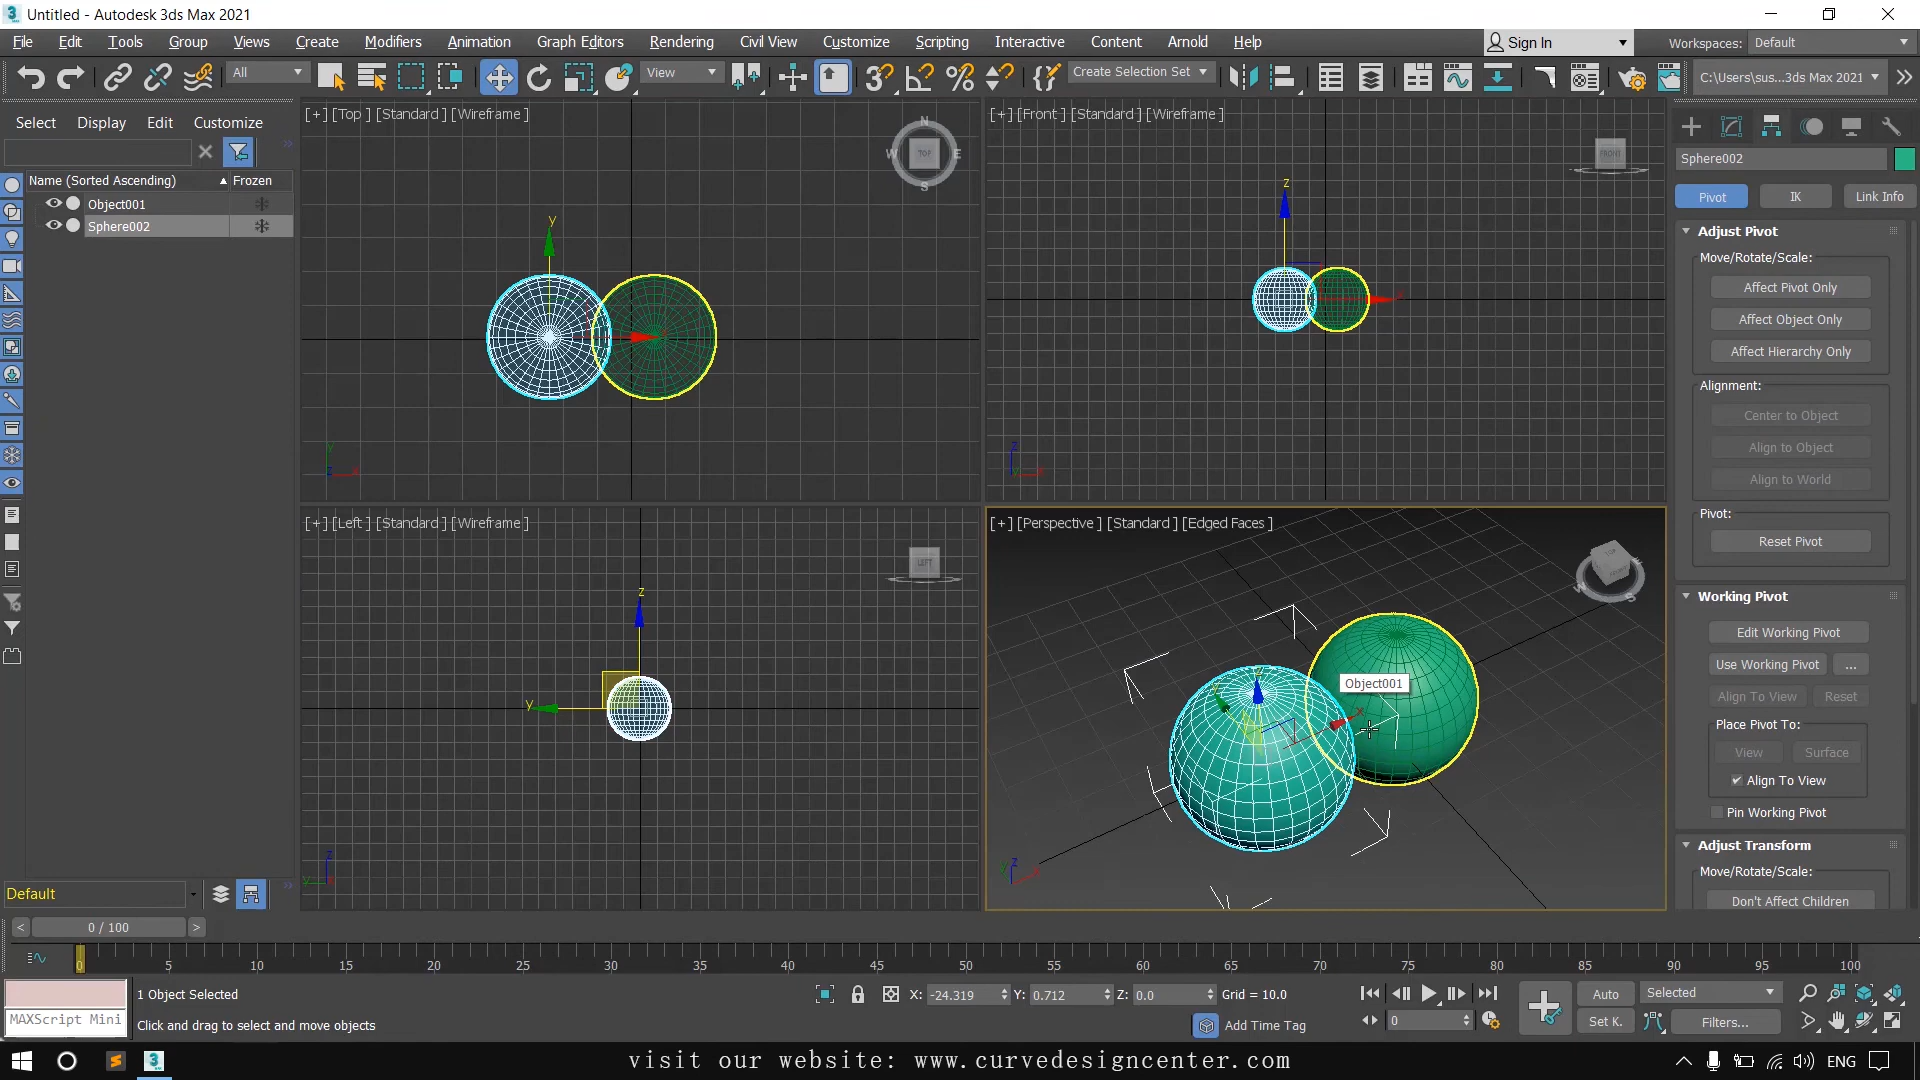 Untitled - Autodesk 3ds Max 2021
File Edit Tools Group Views Create Modifiers Animation Graph Editors Rendering Civil View Customize Scripting Interactive Content Arnold Help
Sign In
Workspaces: Default
All
View
Create Selection Set
C:\Users\sus...3ds Max 2021
Select Display Edit Customize
Name (Sorted Ascending) Frozen
Object001
Sphere002
Default
[+] [Top ] [Standard ] [Wireframe ]
N
W TOP E
S
y
y
z x
[+] [Front ] [Standard ] [Wireframe ]
FRONT
z
x
z
y x
[+] [Left ] [Standard ] [Wireframe ]
LEFT
z
y
z
y
[+] [Perspective ] [Standard ] [Edged Faces ]
Object001
z
y
x
y z
x
Sphere002
Pivot IK Link Info
Adjust Pivot
Move/Rotate/Scale:
Affect Pivot Only
Affect Object Only
Affect Hierarchy Only
Alignment:
Center to Object
Align to Object
Align to World
Pivot:
Reset Pivot
Working Pivot
Edit Working Pivot
Use Working Pivot ...
Align To View Reset
Place Pivot To:
View Surface
Align To View
Pin Working Pivot
Adjust Transform
Move/Rotate/Scale:
Don't Affect Children
< 0 / 100 >
0 5 10 15 20 25 30 35 40 45 50 55 60 65 70 75 80 85 90 95 100
MAXScript Mini
1 Object Selected
Click and drag to select and move objects
X: -24.319 Y: 0.712 Z: 0.0 Grid = 10.0
Add Time Tag
0
Auto Selected
Set K. Filters...
visit our website: www.curvedesigncenter.com
ENG